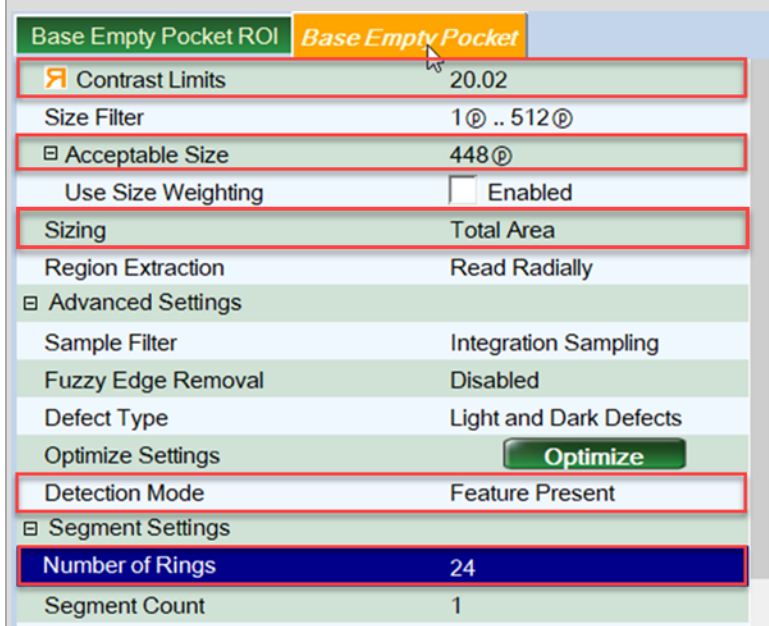 Base Empty Pocket ROI Base Empty Pocket
Я Contrast Limits 20.02
Size Filter 1ⓟ .. 512ⓟ
Acceptable Size 448ⓟ
Use Size Weighting Enabled
Sizing Total Area
Region Extraction Read Radially
Advanced Settings
Sample Filter Integration Sampling
Fuzzy Edge Removal Disabled
Defect Type Light and Dark Defects
Optimize Settings Optimize
Detection Mode Feature Present
Segment Settings
Number of Rings 24
Segment Count 1